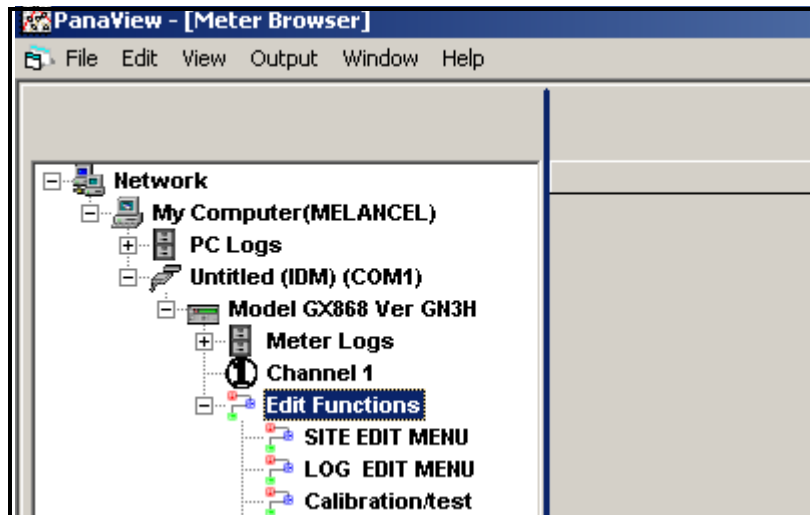 PanaView - [Meter Browser]
File Edit View Output Window Help
Network
My Computer(MELANCEL)
PC Logs
Untitled (IDM) (COM1)
Model GX868 Ver GN3H
Meter Logs
1 Channel 1
Edit Functions
SITE EDIT MENU
LOG EDIT MENU
Calibration/test